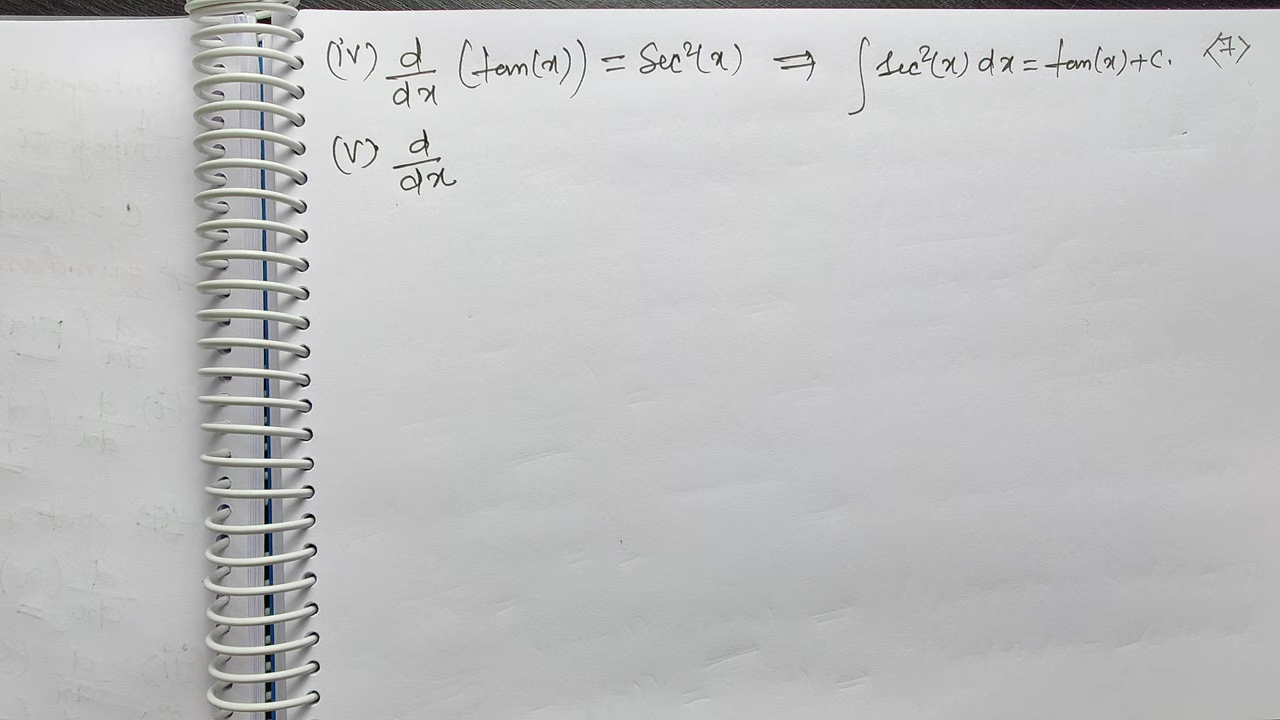 (iv) d/dx (tan(x)) = Sec²(x) ⇒ ∫ Sec²(x) dx = tan(x)+C. <7>
(V) d/dx